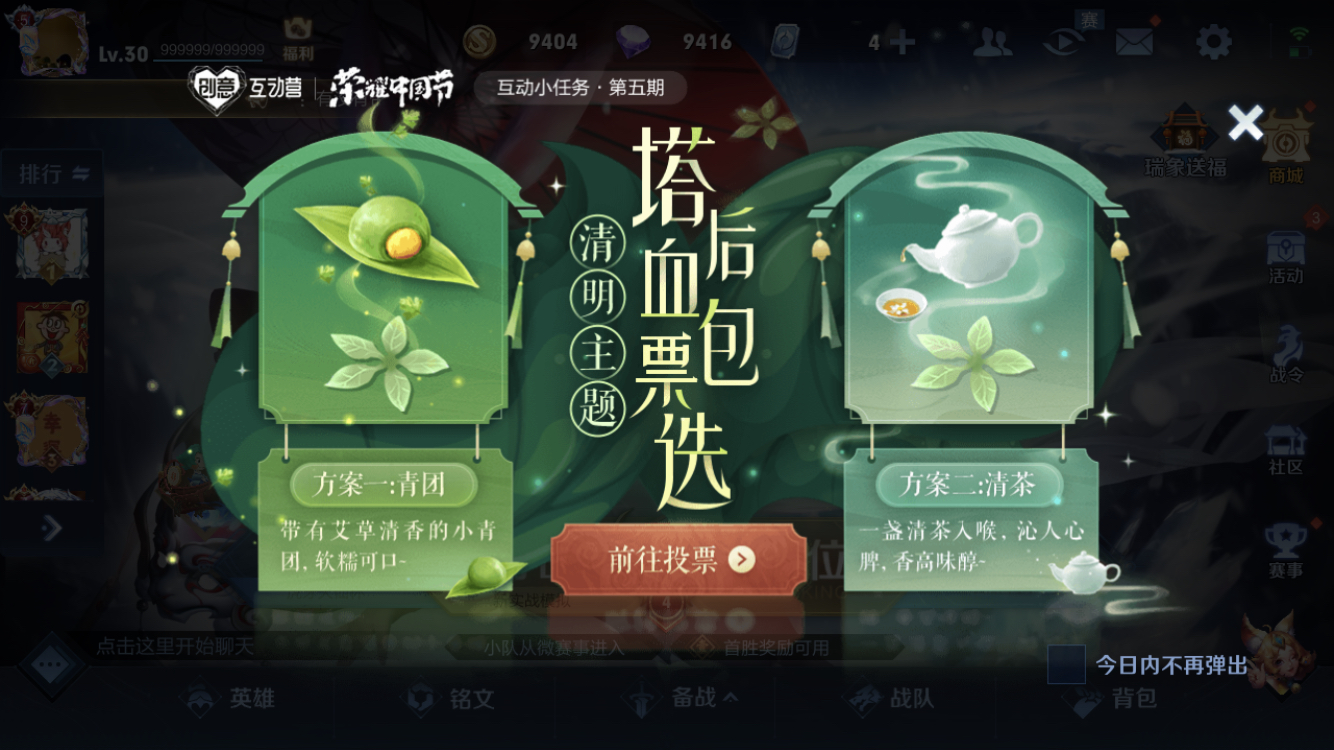 Lv.30
999999/999999
福利
9404
9416
4
赛
创意互动营
荣耀中国节
互动小任务·第五期
排行
瑞象送福
商城
3
活动
战令
社区
赛事
清明主题
塔后血包票选
方案一:青团
带有艾草清香的小青
团,软糯可口~
方案二:清茶
一盏清茶入喉,沁人心
脾,香高味醇~
前往投票
点击这里开始聊天
小队从微赛事进入
首胜奖励可用
今日内不再弹出
英雄
铭文
备战
战队
背包